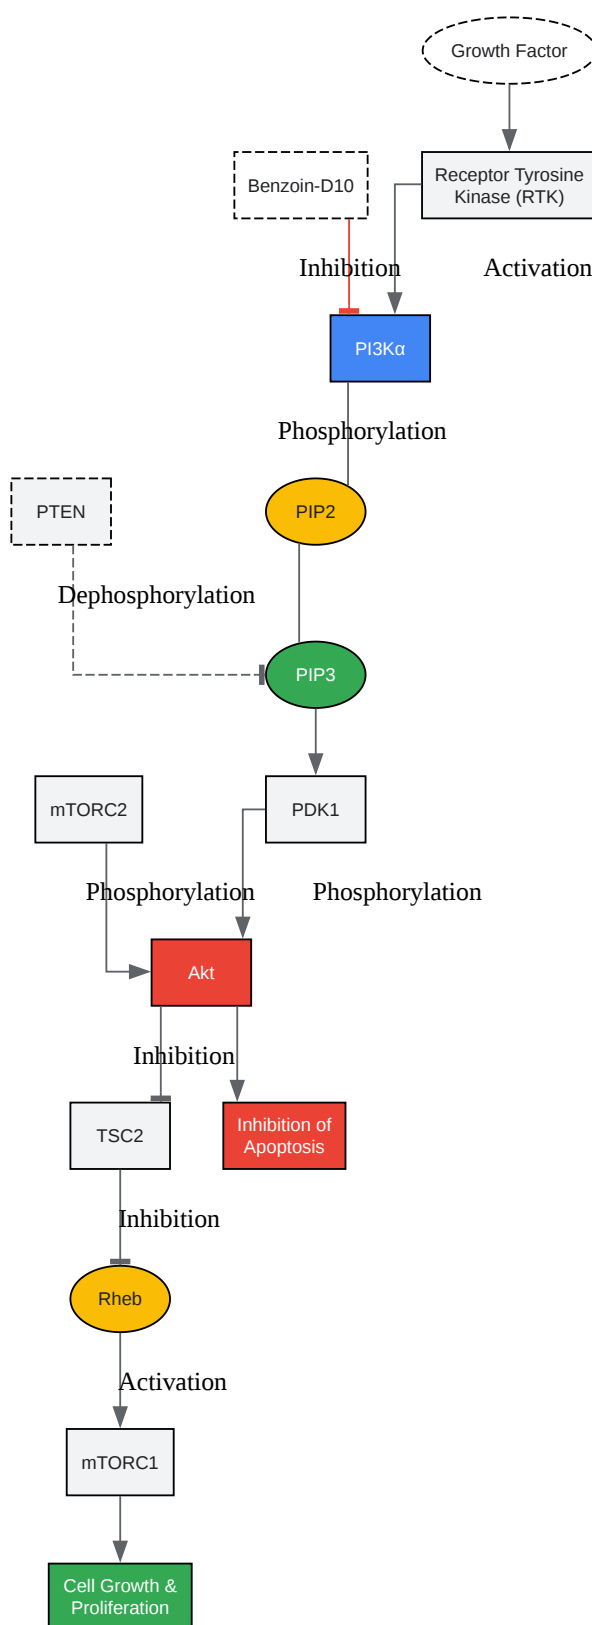 Growth Factor
Benzoin-D10
Receptor Tyrosine
Kinase (RTK)
Inhibition
Activation
PI3Kα
Phosphorylation
PTEN
PIP2
Dephosphorylation
PIP3
mTORC2
PDK1
Phosphorylation
Phosphorylation
Akt
Inhibition
TSC2
Inhibition of
Apoptosis
Inhibition
Rheb
Activation
mTORC1
Cell Growth &
Proliferation